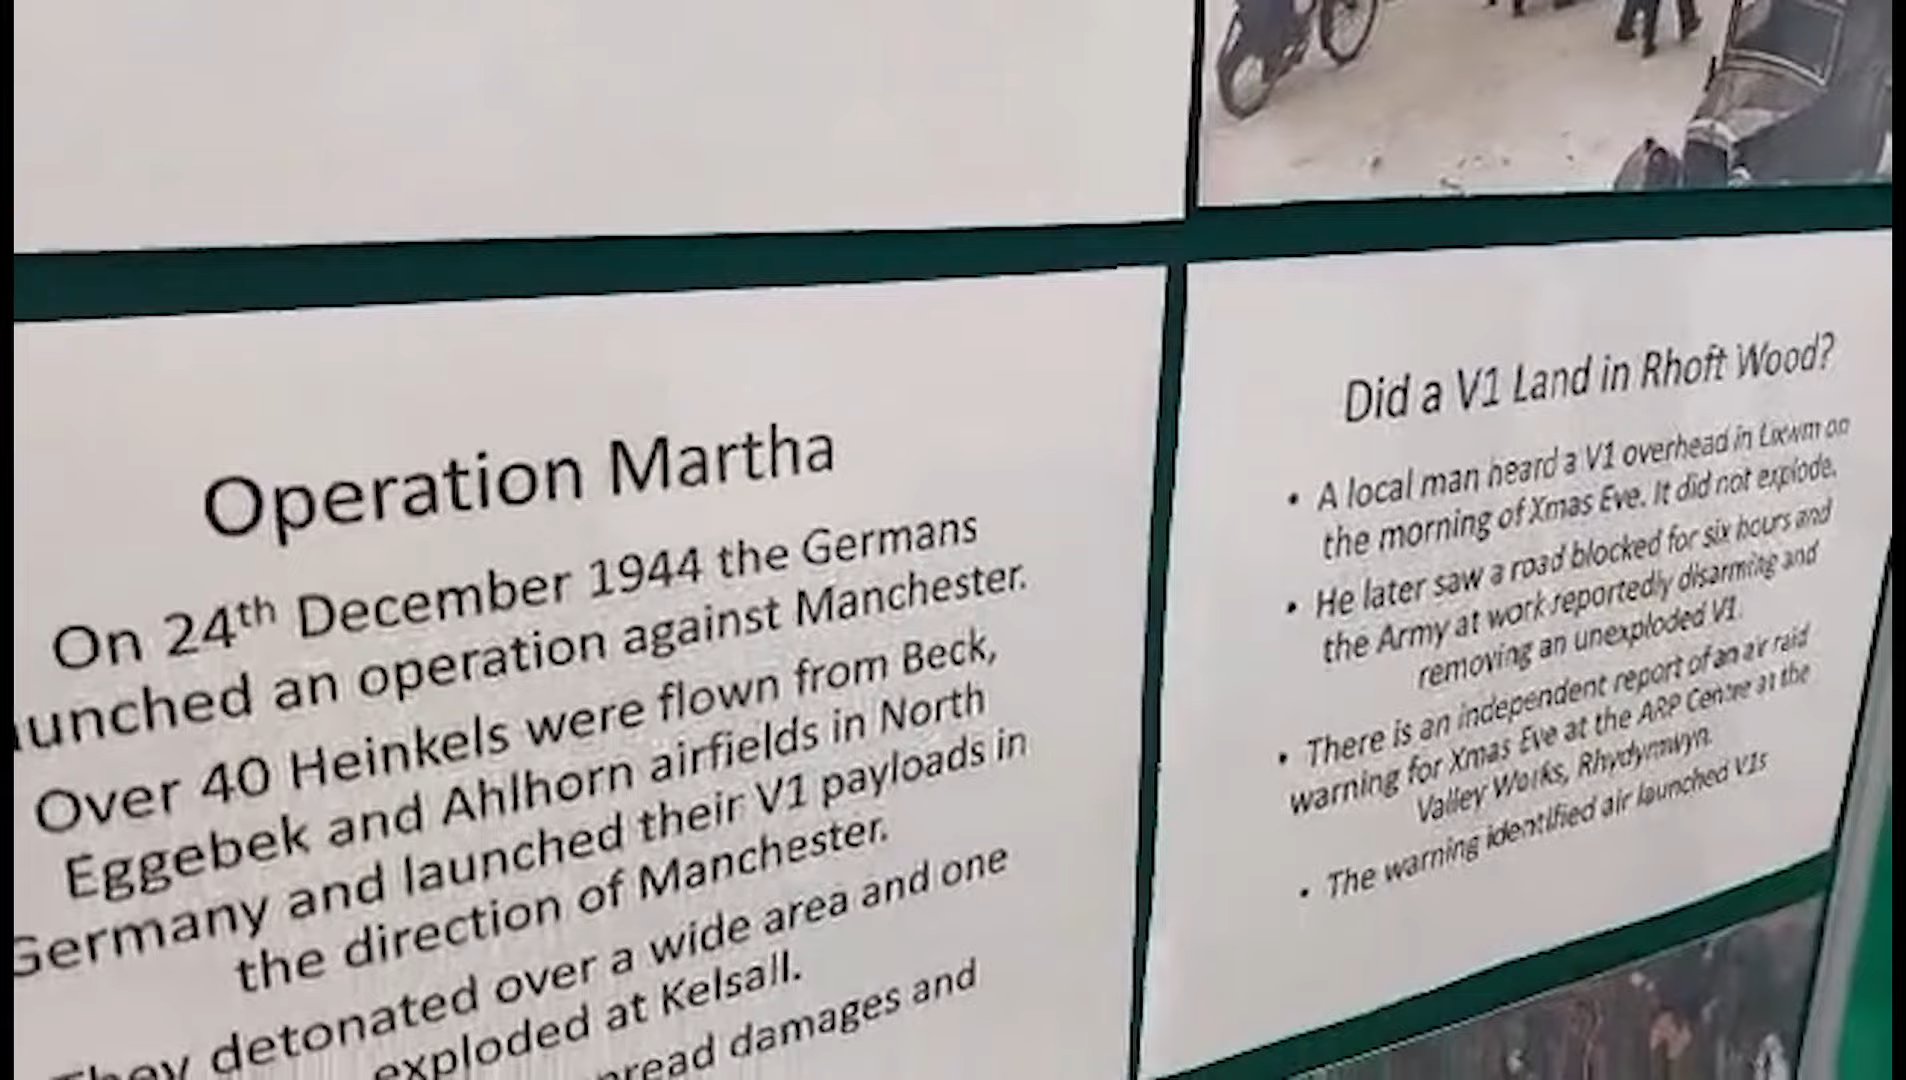 Operation Martha
On 24th December 1944 the Germans
launched an operation against Manchester.
Over 40 Heinkels were flown from Beck,
Eggebek and Ahlhorn airfields in North
Germany and launched their V1 payloads in
the direction of Manchester.
They detonated over a wide area and one
exploded at Kelsall.
damages and
Did a V1 Land in Rhoft Wood?
• A local man heard a V1 overhead in Lixwm on
the morning of Xmas Eve. It did not explode.
• He later saw a road blocked for six hours and
the Army at work reportedly disarming and
removing an unexploded V1.
• There is an independent report of an air raid
warning for Xmas Eve at the ARP Centre at the
Valley Works, Rhydymwyn.
• The warning identified air launched V1s